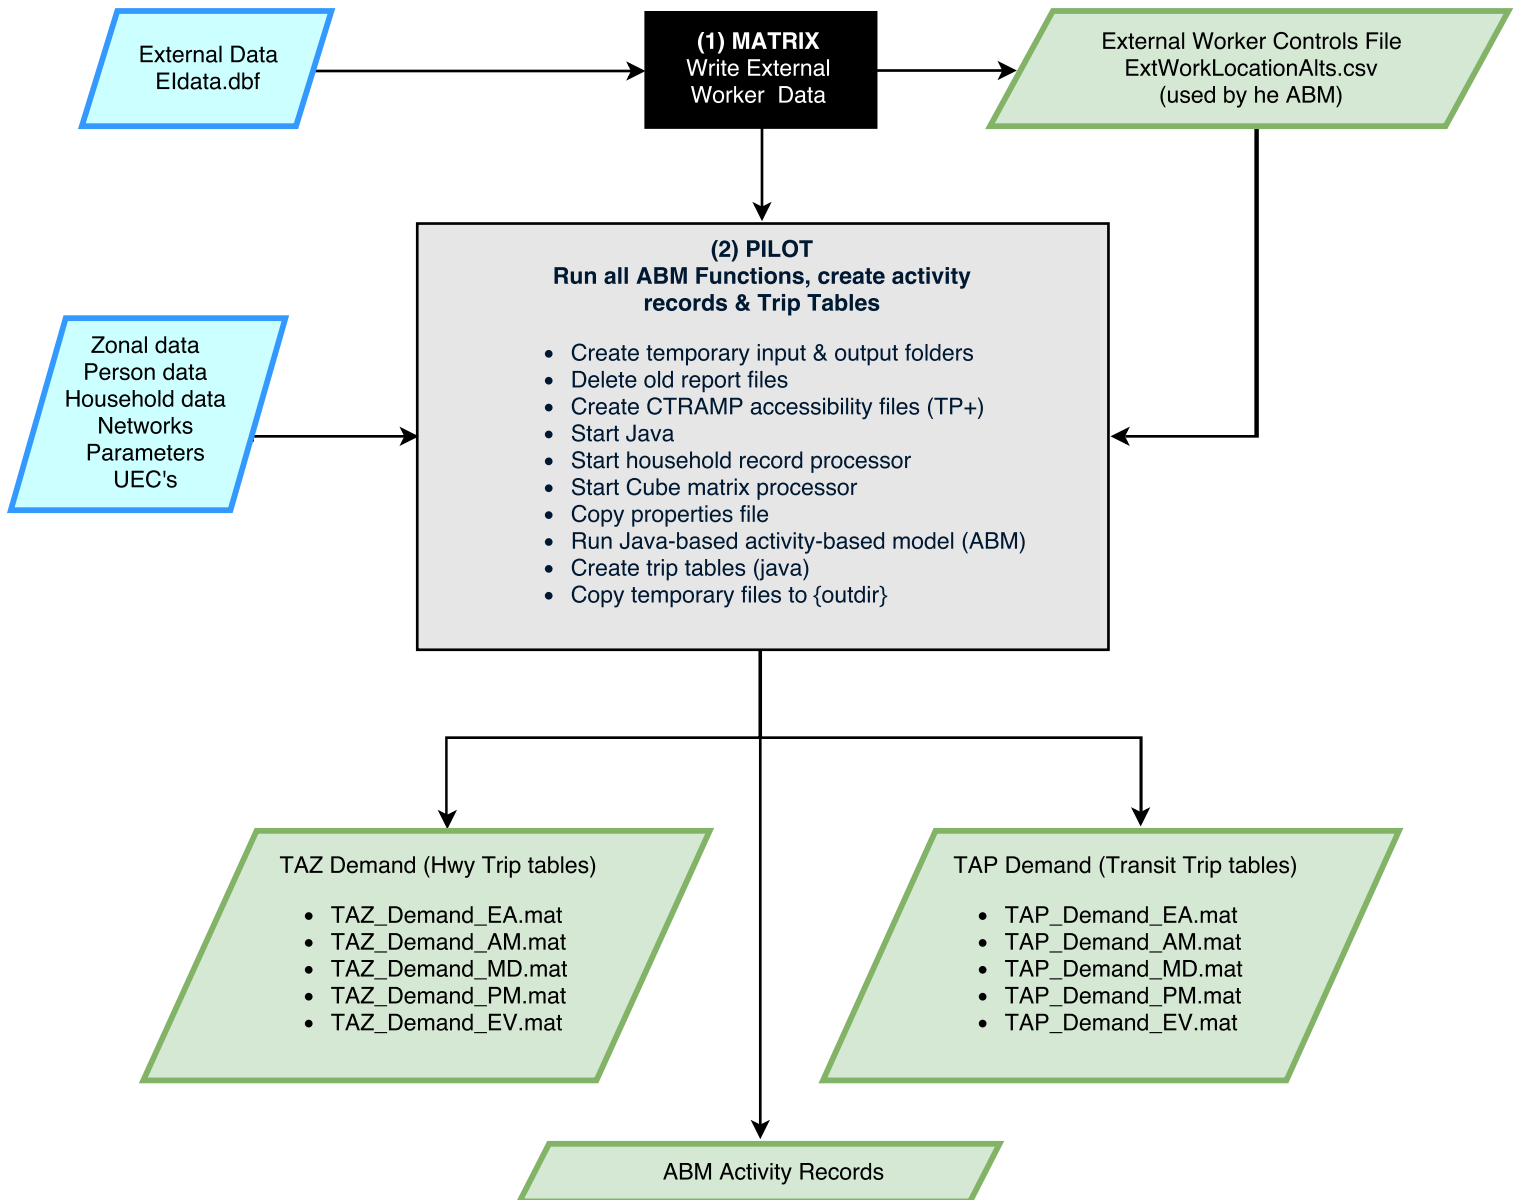 External Data
EIdata.dbf
(1) MATRIX
Write External
Worker Data
External Worker Controls File
ExtWorkLocationAlts.csv
(used by he ABM)
(2) PILOT
Run all ABM Functions, create activity
records & Trip Tables
• Create temporary input & output folders
• Delete old report files
• Create CTRAMP accessibility files (TP+)
• Start Java
• Start household record processor
• Start Cube matrix processor
• Copy properties file
• Run Java-based activity-based model (ABM)
• Create trip tables (java)
• Copy temporary files to {outdir}
Zonal data
Person data
Household data
Networks
Parameters
UEC's
TAZ Demand (Hwy Trip tables)
• TAZ_Demand_EA.mat
• TAZ_Demand_AM.mat
• TAZ_Demand_MD.mat
• TAZ_Demand_PM.mat
• TAZ_Demand_EV.mat
TAP Demand (Transit Trip tables)
• TAP_Demand_EA.mat
• TAP_Demand_AM.mat
• TAP_Demand_MD.mat
• TAP_Demand_PM.mat
• TAP_Demand_EV.mat
ABM Activity Records